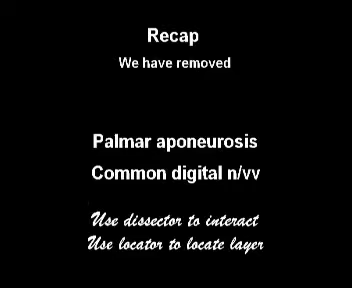 Recap
We have removed
Palmar aponeurosis
Common digital n/vv
Use dissector to interact
Use locator to locate layer